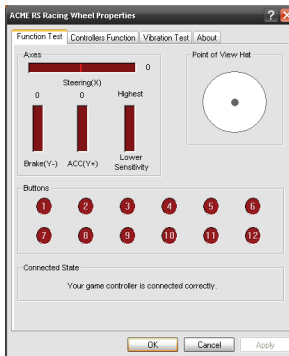 ACME RS Racing Wheel Properties
Function Test Controllers Function Vibration Test About
Axes
0
Steering(X)
0 0 Highest
Brake(Y-) ACC(Y+) Lower Sensitivity
Point of View Hat
Buttons
1 2 3 4 5 6
7 8 9 10 11 12
Connected State
Your game controller is connected correctly.
OK Cancel Apply